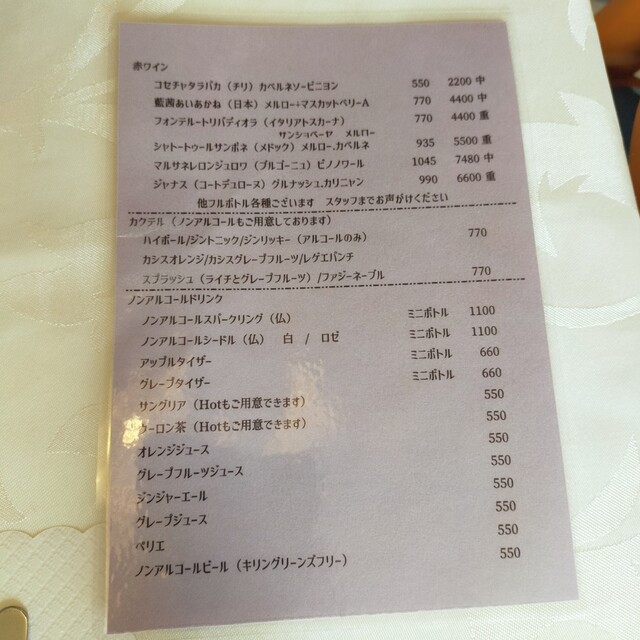 赤ワイン
コセチャタラパカ（チリ）カベルネソービニヨン 550 2200 中
藍茜あいあかね（日本）メルロー+マスカットベリーA 770 4400 中
フォンテルートリパディオラ（イタリアトスカーナ） 770 4400 重
サンジョベーゼ メルロー
シャトートゥールサンボネ（メドック）メルロー.カベルネ 935 5500 重
マルサネレロンジュロワ（ブルゴーニュ）ピノノワール 1045 7480 中
ジャナス（コートデュローヌ）グルナッシュ.カリニャン 990 6600 重
他フルボトル各種ございます スタッフまでお声がけください
カクテル（ノンアルコールもご用意しております）
ハイボール/ジントニック/ジンリッキー（アルコールのみ） 770
カシスオレンジ/カシスグレープフルーツ/レゲエパンチ
スプラッシュ（ライチとグレープフルーツ）/ファジーネーブル 770
ノンアルコールドリンク
ノンアルコールスパークリング（仏） ミニボトル 1100
ノンアルコールシードル（仏） 白 / ロゼ ミニボトル 1100
アップルタイザー ミニボトル 660
グレープタイザー ミニボトル 660
サングリア（Hotもご用意できます） 550
ウーロン茶（Hotもご用意できます） 550
オレンジジュース 550
グレープフルーツジュース 550
ジンジャーエール 550
グレープジュース 550
ペリエ 550
ノンアルコールビール（キリングリーンズフリー） 550